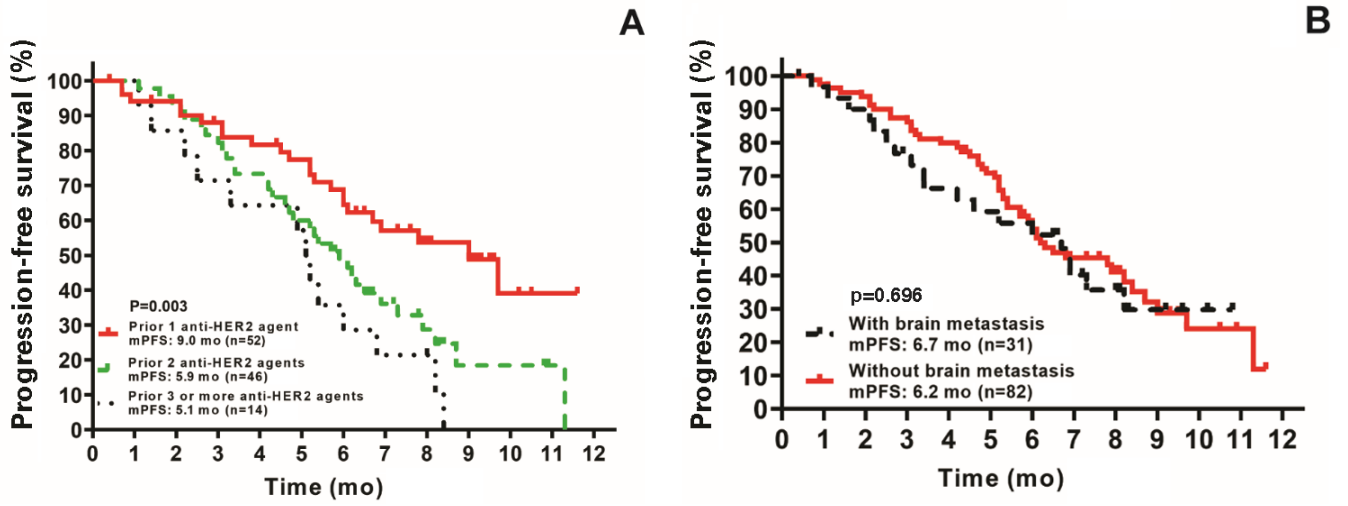 A
Progression-free survival (%)
100
90
80
70
60
50
40
30
20
10
0
P=0.003
Prior 1 anti-HER2 agent
mPFS: 9.0 mo (n=52)
Prior 2 anti-HER2 agents
mPFS: 5.9 mo (n=46)
Prior 3 or more anti-HER2 agents
mPFS: 5.1 mo (n=14)
0 1 2 3 4 5 6 7 8 9 10 11 12
Time (mo)
B
Progression-free survival (%)
100
90
80
70
60
50
40
30
20
10
0
p=0.696
With brain metastasis
mPFS: 6.7 mo (n=31)
Without brain metastasis
mPFS: 6.2 mo (n=82)
0 1 2 3 4 5 6 7 8 9 10 11 12
Time (mo)